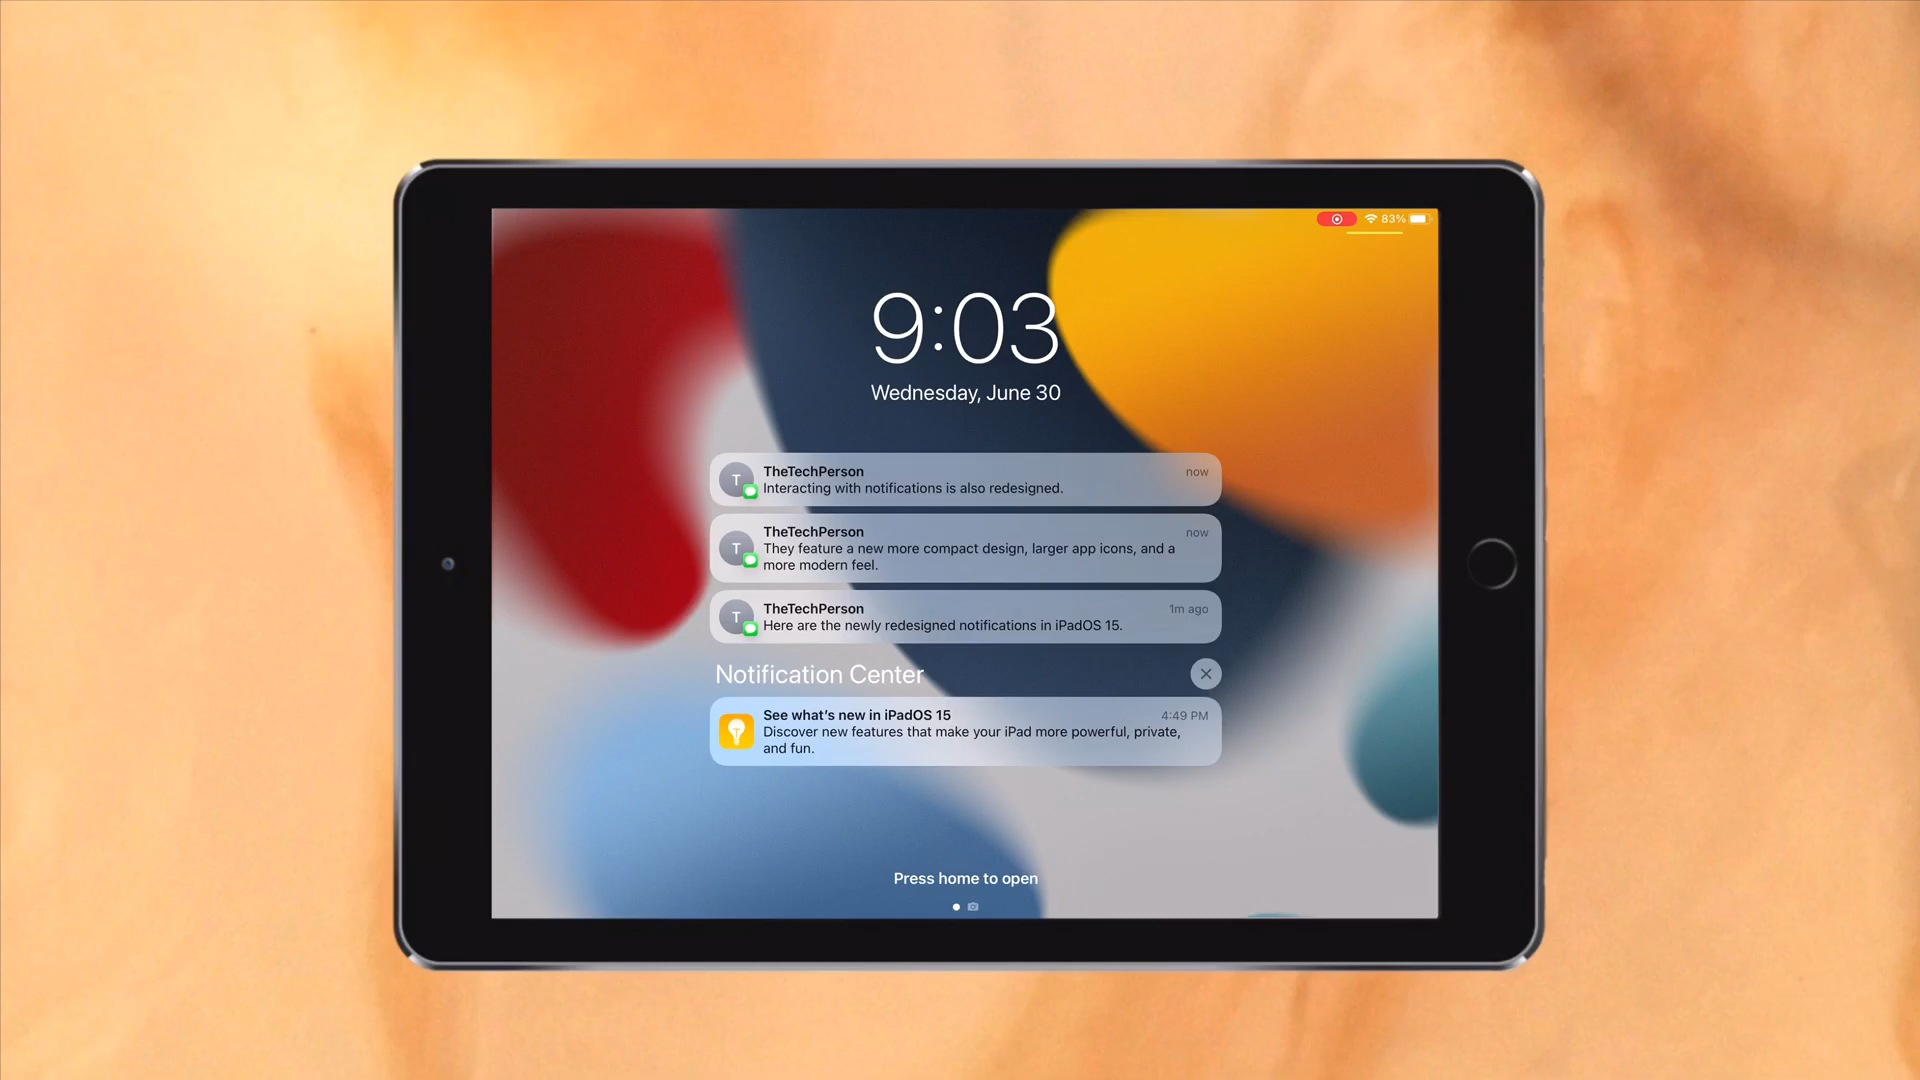 83%
9:03
Wednesday, June 30
T
TheTechPerson
now
Interacting with notifications is also redesigned.
T
TheTechPerson
now
They feature a new more compact design, larger app icons, and a
more modern feel.
T
TheTechPerson
1m ago
Here are the newly redesigned notifications in iPadOS 15.
Notification Center
See what’s new in iPadOS 15
4:49 PM
Discover new features that make your iPad more powerful, private,
and fun.
Press home to open